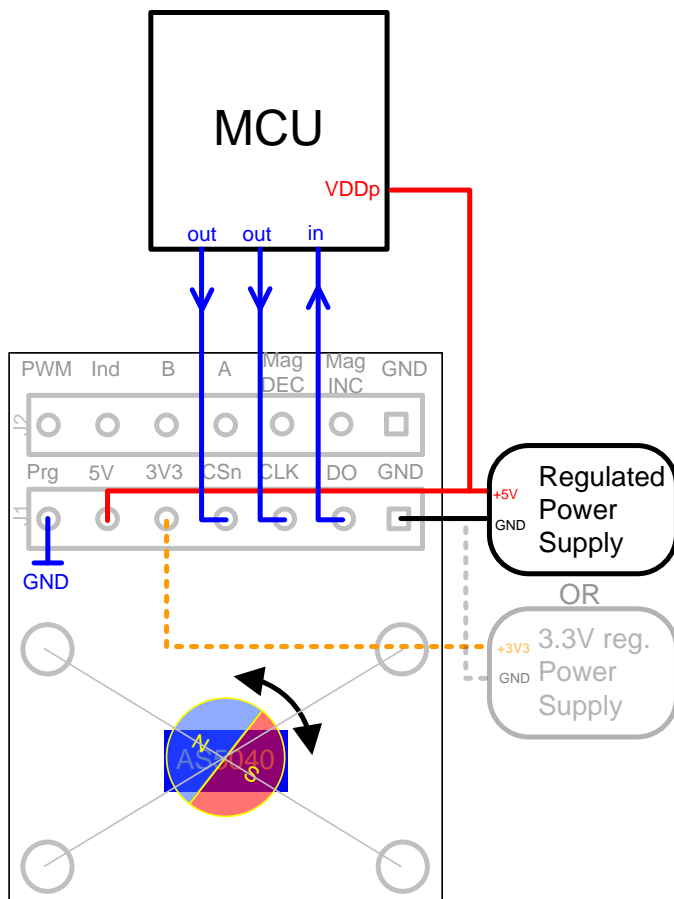 MCU
VDDp
out out in
PWM Ind B A Mag DEC Mag INC GND
J2
Prg 5V 3V3 CSn CLK DO GND
J1
GND
+5V
GND
Regulated
Power
Supply
OR
+3V3
GND
3.3V reg.
Power
Supply
N
AS5040
S